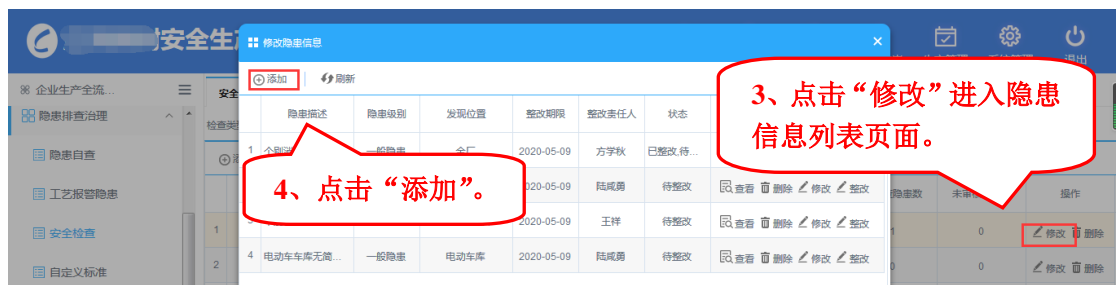 安全生产
修改隐患信息
×
退出
企业生产全流...
隐患排查治理
隐患自查
工艺报警隐患
安全检查
自定义标准
安全
检查类
添加 刷新
隐患描述 隐患级别 发现位置 整改期限 整改责任人 状态
1 一般隐患 全厂 2020-05-09 方学秋 已整改,待...
2020-05-09 陆咸勇 待整改 查看 删除 修改 整改
2020-05-09 王祥 待整改 查看 删除 修改 整改
4 电动车车库无简... 一般隐患 电动车库 2020-05-09 陆咸勇 待整改 查看 删除 修改 整改
3、点击“修改”进入隐患
信息列表页面。
4、点击“添加”。
隐患数 操作
1 0 修改 删除
2 0 修改 删除